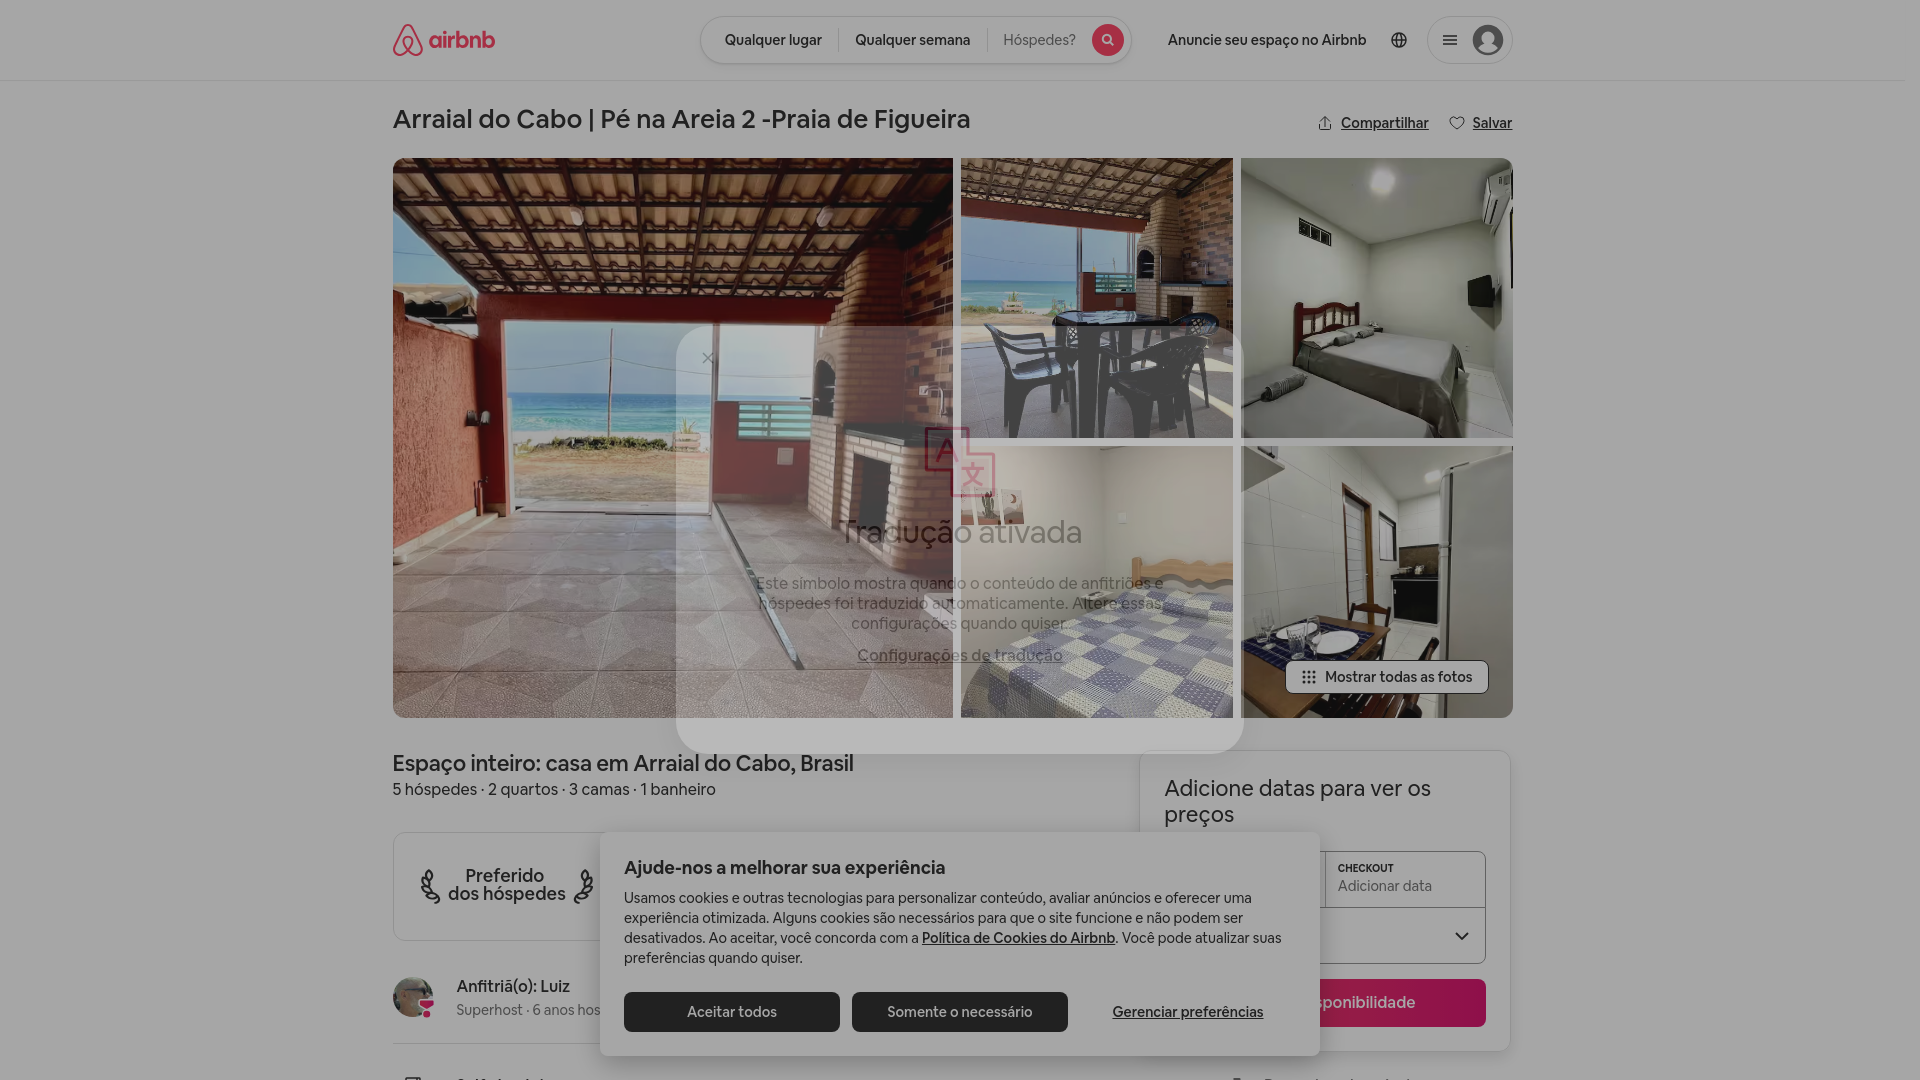 airbnb
Qualquer lugar
Qualquer semana
Hóspedes?
Anuncie seu espaço no Airbnb
Arraial do Cabo | Pé na Areia 2 -Praia de Figueira
Compartilhar
Salvar
Tradução ativada
Este símbolo mostra quando o conteúdo de anfitriões e
hóspedes foi traduzido automaticamente. Altere essas
configurações quando quiser.
Configurações de tradução
Mostrar todas as fotos
Espaço inteiro: casa em Arraial do Cabo, Brasil
5 hóspedes · 2 quartos · 3 camas · 1 banheiro
Adicione datas para ver os
preços
Preferido
dos hóspedes
CHECKOUT
Adicionar data
Ajude-nos a melhorar sua experiência
Usamos cookies e outras tecnologias para personalizar conteúdo, avaliar anúncios e oferecer uma
experiência otimizada. Alguns cookies são necessários para que o site funcione e não podem ser
desativados. Ao aceitar, você concorda com a Política de Cookies do Airbnb. Você pode atualizar suas
preferências quando quiser.
Aceitar todos
Somente o necessário
Gerenciar preferências
Anfitriã(o): Luiz
Superhost · 6 anos hos
sponibilidade